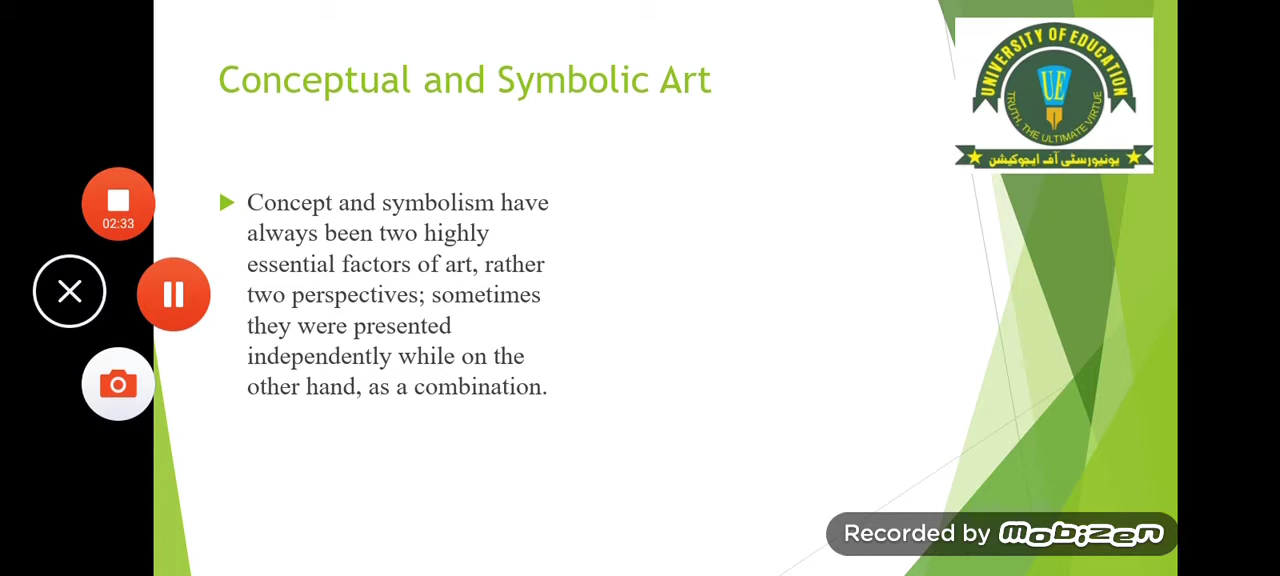 Conceptual and Symbolic Art
UNIVERSITY OF EDUCATION
UE
TRUTH, THE ULTIMATE VIRTUE
یونیورسٹی آف ایجوکیشن
Concept and symbolism have
always been two highly
essential factors of art, rather
two perspectives; sometimes
they were presented
independently while on the
other hand, as a combination.
02:33
Recorded by Mobizen